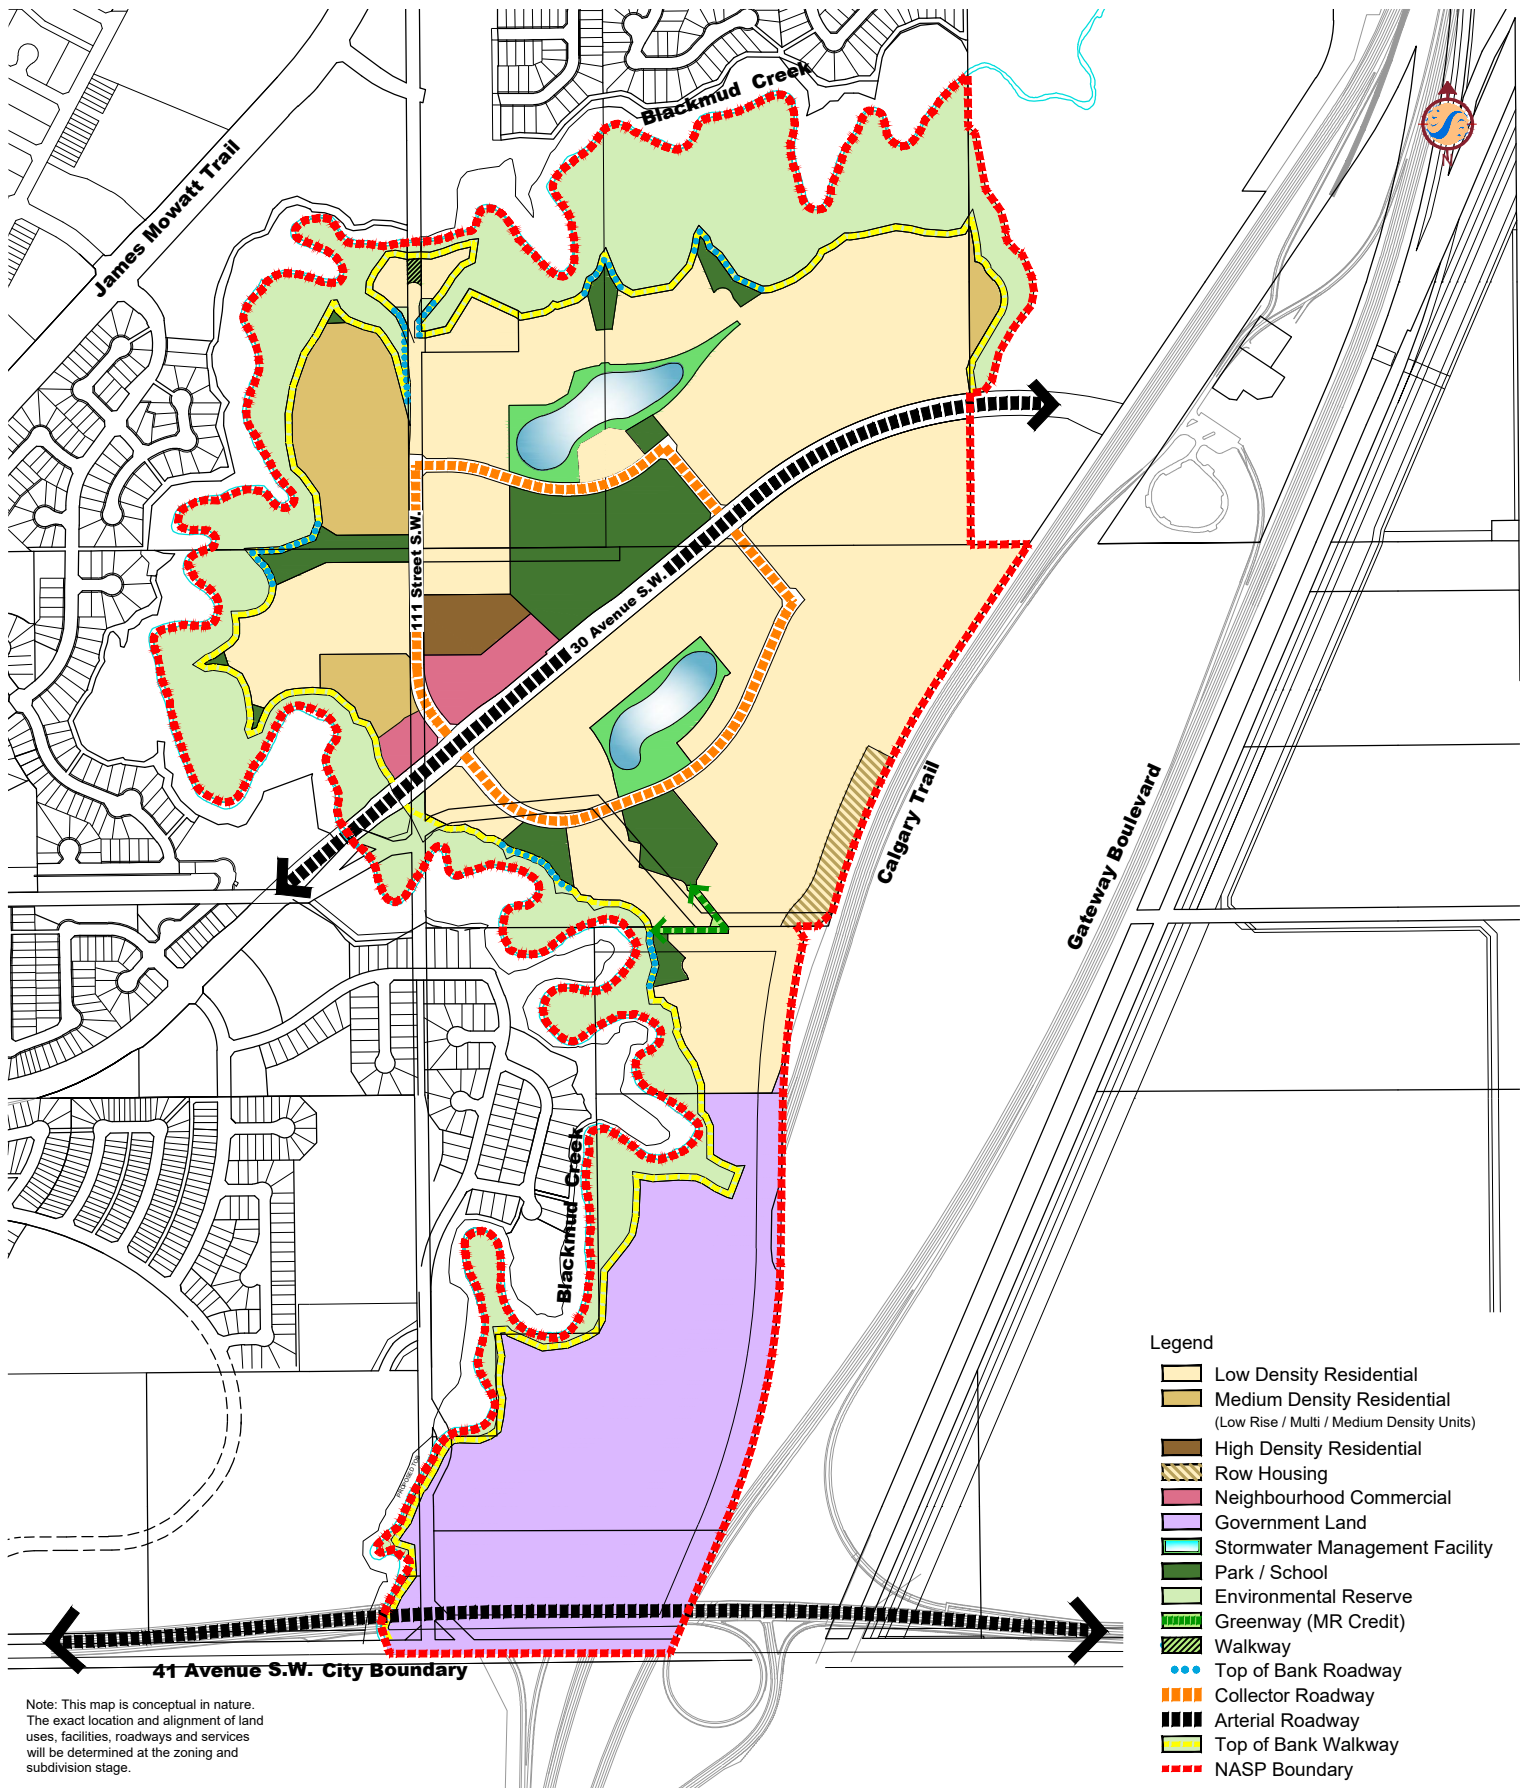 Blackmud Creek
James Mowatt Trail
N
111 Street S.W.
30 Avenue S.W.
Calgary Trail
Gateway Boulevard
Blackmud Creek
41 Avenue S.W. City Boundary
Note: This map is conceptual in nature.
The exact location and alignment of land
uses, facilities, roadways and services
will be determined at the zoning and
subdivision stage.
Legend
Low Density Residential
Medium Density Residential
(Low Rise / Multi / Medium Density Units)
High Density Residential
Row Housing
Neighbourhood Commercial
Government Land
Stormwater Management Facility
Park / School
Environmental Reserve
Greenway (MR Credit)
Walkway
Top of Bank Roadway
Collector Roadway
Arterial Roadway
Top of Bank Walkway
NASP Boundary